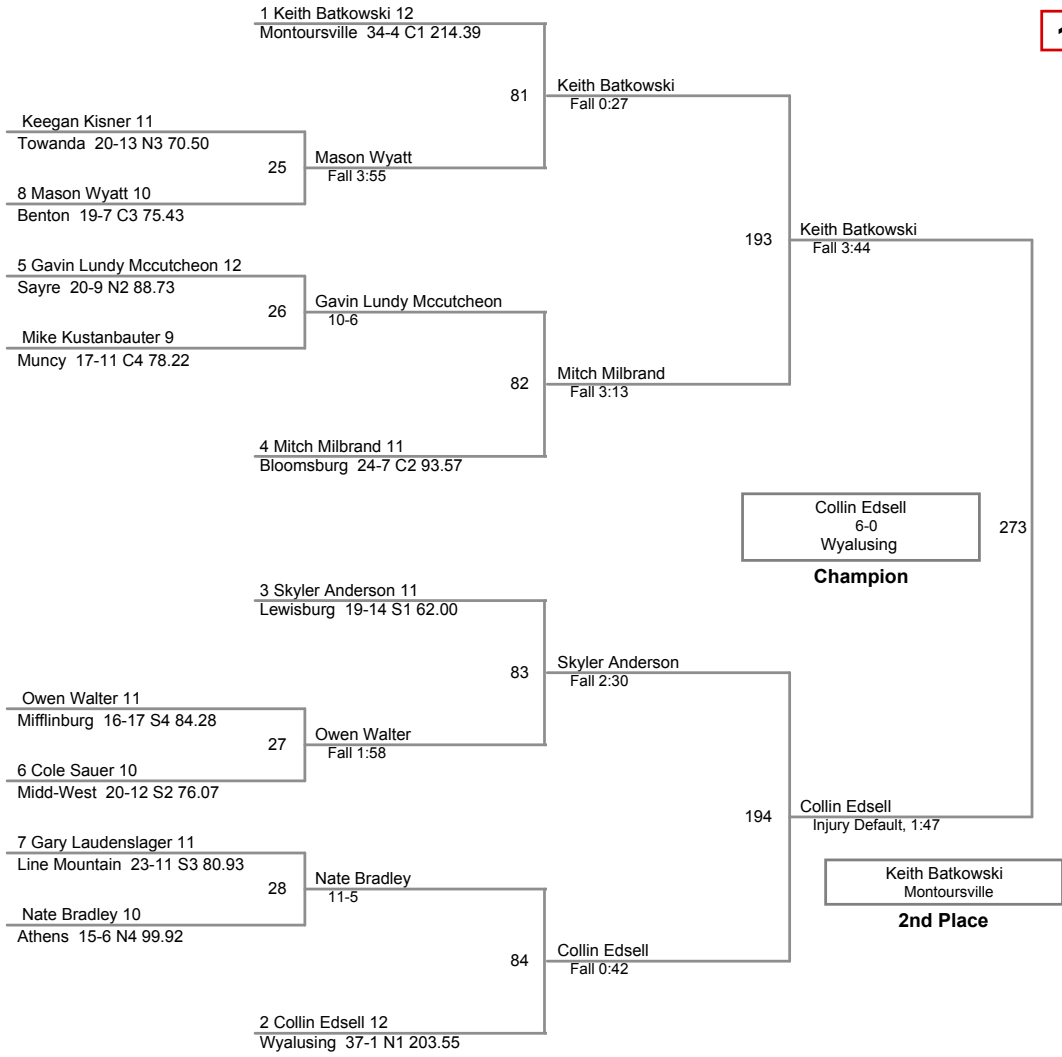 1 Keith Batkowski 12
Montoursville 34-4 C1 214.39
81
Keith Batkowski
Fall 0:27
Keegan Kisner 11
Towanda 20-13 N3 70.50
25
Mason Wyatt
Fall 3:55
8 Mason Wyatt 10
Benton 19-7 C3 75.43
193
Keith Batkowski
Fall 3:44
5 Gavin Lundy Mccutcheon 12
Sayre 20-9 N2 88.73
26
Gavin Lundy Mccutcheon
10-6
Mike Kustanbauter 9
Muncy 17-11 C4 78.22
82
Mitch Milbrand
Fall 3:13
4 Mitch Milbrand 11
Bloomsburg 24-7 C2 93.57
Collin Edsell
6-0
Wyalusing
273
Champion
3 Skyler Anderson 11
Lewisburg 19-14 S1 62.00
83
Skyler Anderson
Fall 2:30
Owen Walter 11
Mifflinburg 16-17 S4 84.28
27
Owen Walter
Fall 1:58
6 Cole Sauer 10
Midd-West 20-12 S2 76.07
194
Collin Edsell
Injury Default, 1:47
7 Gary Laudenslager 11
Line Mountain 23-11 S3 80.93
28
Nate Bradley
11-5
Nate Bradley 10
Athens 15-6 N4 99.92
Keith Batkowski
Montoursville
2nd Place
84
Collin Edsell
Fall 0:42
2 Collin Edsell 12
Wyalusing 37-1 N1 203.55